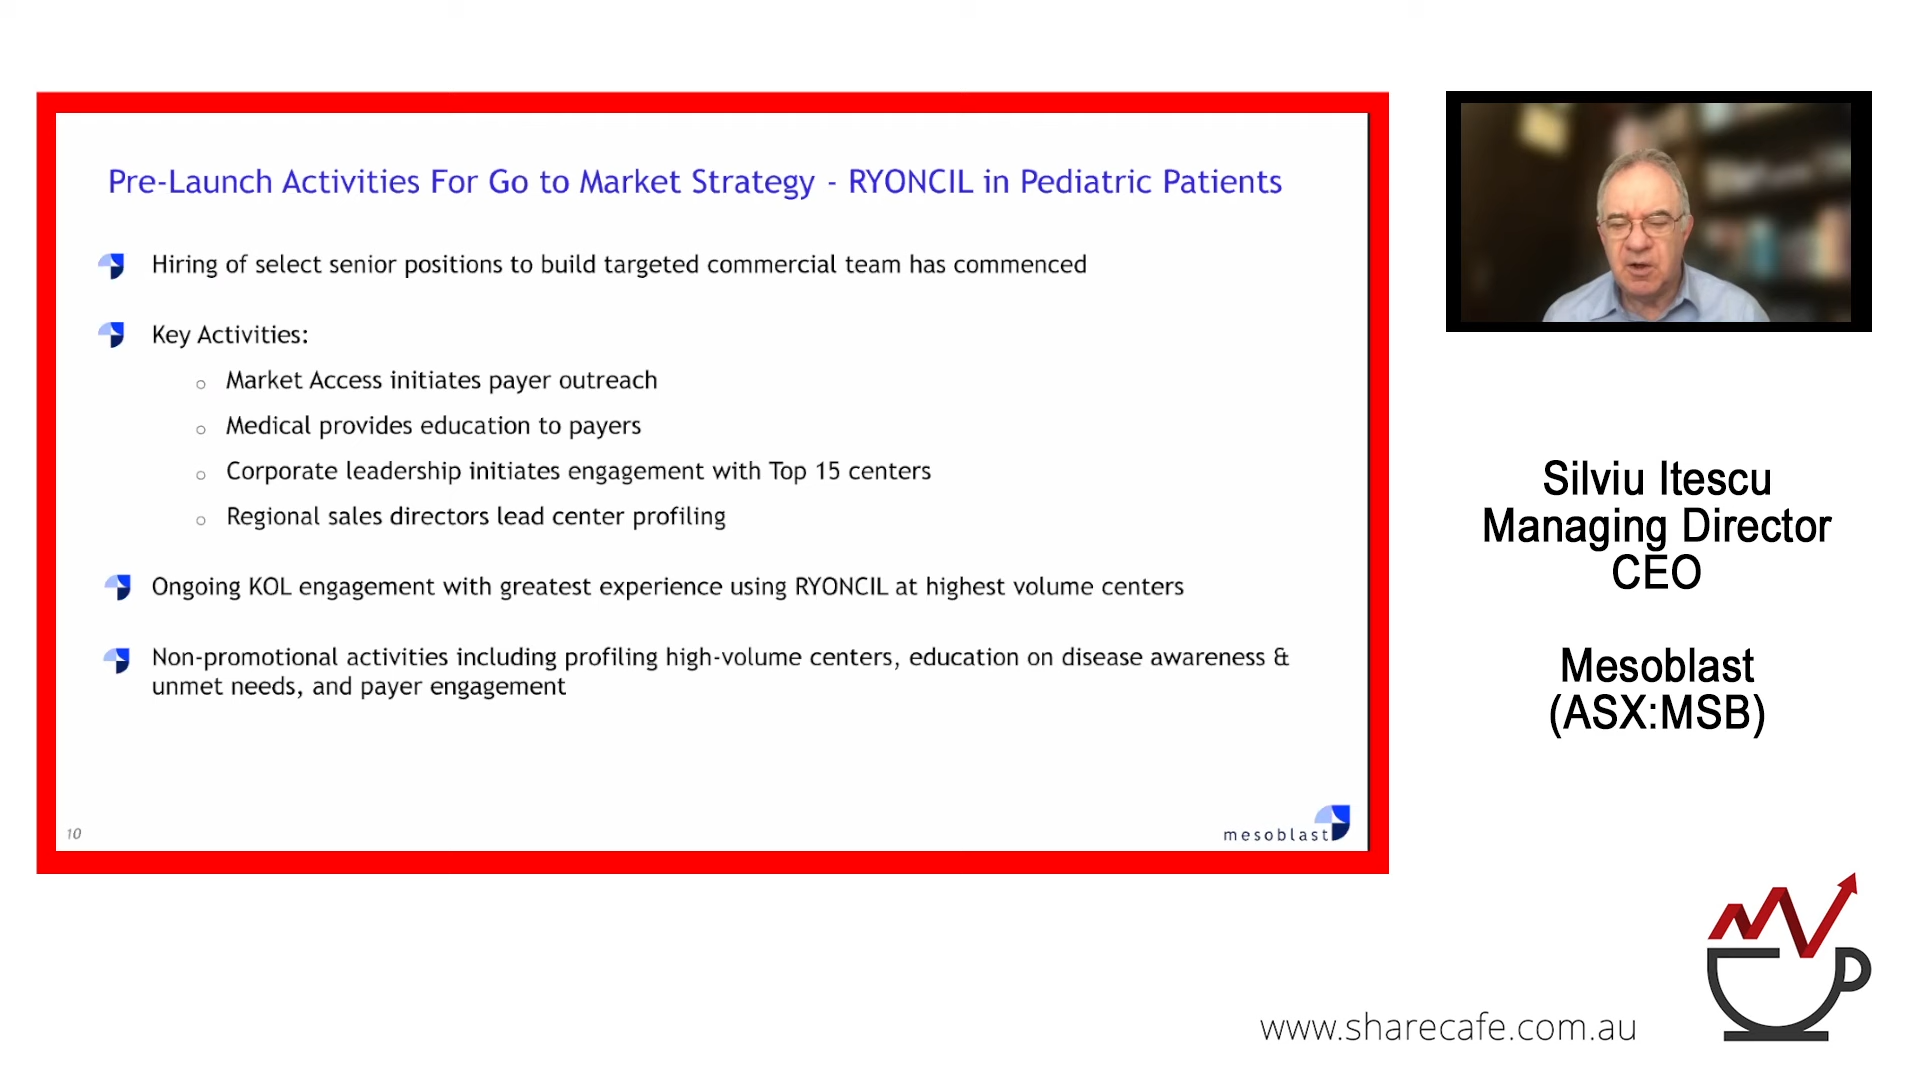 Pre-Launch Activities For Go to Market Strategy - RYONCIL in Pediatric Patients
Hiring of select senior positions to build targeted commercial team has commenced
Key Activities:
Market Access initiates payer outreach
Medical provides education to payers
Corporate leadership initiates engagement with Top 15 centers
Regional sales directors lead center profiling
Ongoing KOL engagement with greatest experience using RYONCIL at highest volume centers
Non-promotional activities including profiling high-volume centers, education on disease awareness &
unmet needs, and payer engagement
10
mesoblast
Silviu Itescu
Managing Director
CEO
Mesoblast
(ASX:MSB)
www.sharecafe.com.au